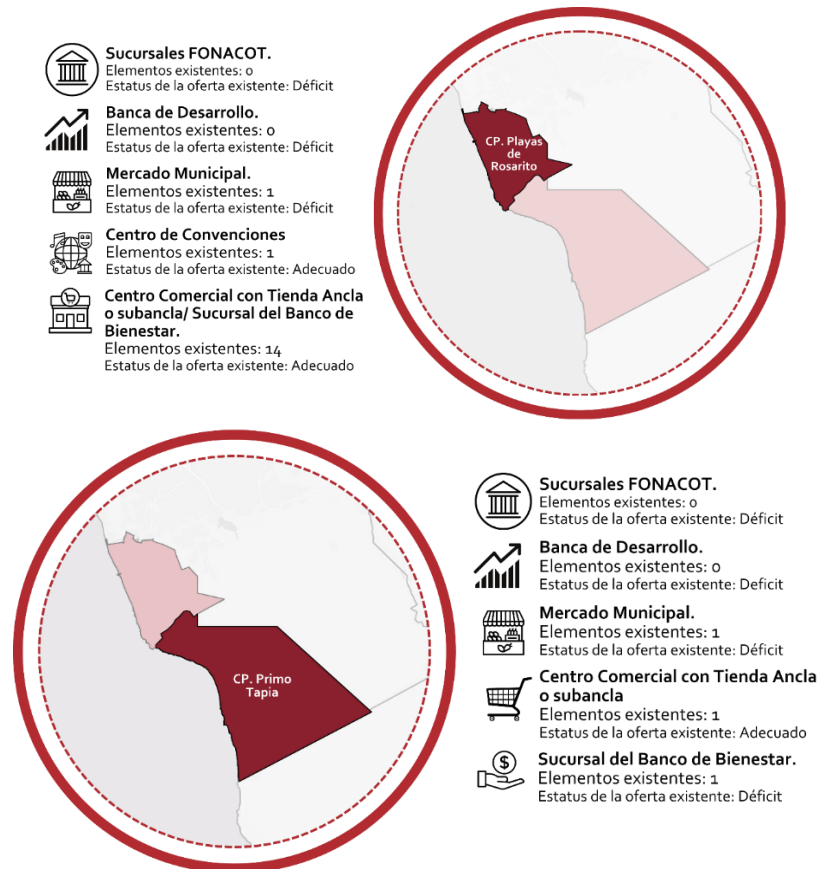 Sucursales FONACOT.
Elementos existentes: 0
Estatus de la oferta existente: Déficit
Banca de Desarrollo.
Elementos existentes: 0
Estatus de la oferta existente: Déficit
Mercado Municipal.
Elementos existentes: 1
Estatus de la oferta existente: Déficit
Centro de Convenciones
Elementos existentes: 1
Estatus de la oferta existente: Adecuado
Centro Comercial con Tienda Ancla
o subancla/ Sucursal del Banco de
Bienestar.
Elementos existentes: 14
Estatus de la oferta existente: Adecuado
CP. Playas
de
Rosarito
CP. Primo
Tapia
Sucursales FONACOT.
Elementos existentes: 0
Estatus de la oferta existente: Déficit
Banca de Desarrollo.
Elementos existentes: 0
Estatus de la oferta existente: Deficit
Mercado Municipal.
Elementos existentes: 1
Estatus de la oferta existente: Déficit
Centro Comercial con Tienda Ancla
o subancla
Elementos existentes: 1
Estatus de la oferta existente: Adecuado
$
Sucursal del Banco de Bienestar.
Elementos existentes: 1
Estatus de la oferta existente: Déficit